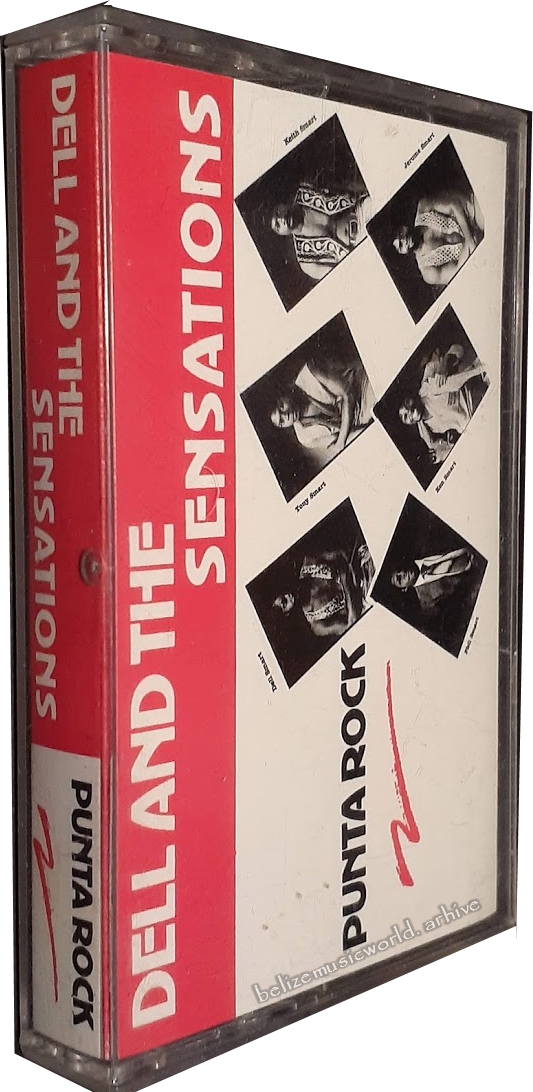 DELL AND THE
SENSATIONS
PUNTA ROCK
DELL AND THE
SENSATIONS
Keith Smart
Jerome Smart
Tony Smart
Ken Smart
Dell Smart
PUNTA ROCK
belizemusicworld. arhive